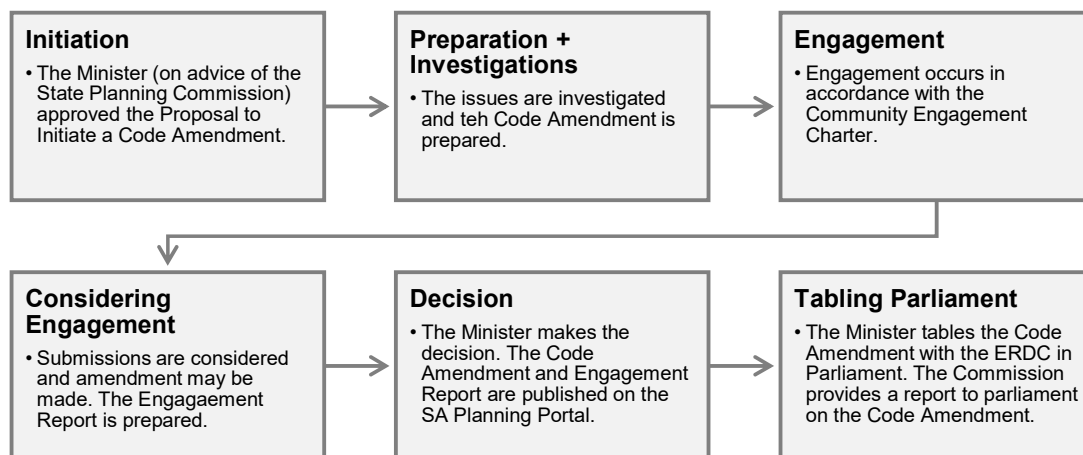 Initiation
• The Minister (on advice of the
State Planning Commission)
approved the Proposal to
Initiate a Code Amendment.
Preparation +
Investigations
• The issues are investigated
and teh Code Amendment is
prepared.
Engagement
• Engagement occurs in
accordance with the
Community Engagement
Charter.
Considering
Engagement
• Submissions are considered
and amendment may be
made. The Engagaement
Report is prepared.
Decision
• The Minister makes the
decision. The Code
Amendment and Engagement
Report are published on the
SA Planning Portal.
Tabling Parliament
• The Minister tables the Code
Amendment with the ERDC in
Parliament. The Commission
provides a report to parliament
on the Code Amendment.